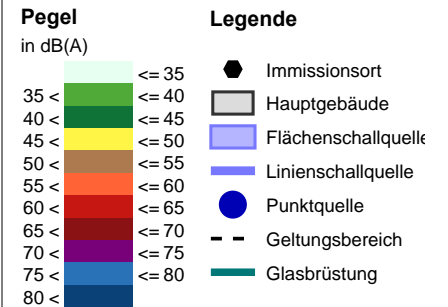 Pegel
in dB(A)
<= 35
35 < <= 40
40 < <= 45
45 < <= 50
50 < <= 55
55 < <= 60
60 < <= 65
65 < <= 70
70 < <= 75
75 < <= 80
80 <
Legende
Immissionsort
Hauptgebäude
Flächenschallquelle
Linienschallquelle
Punktquelle
Geltungsbereich
Glasbrüstung